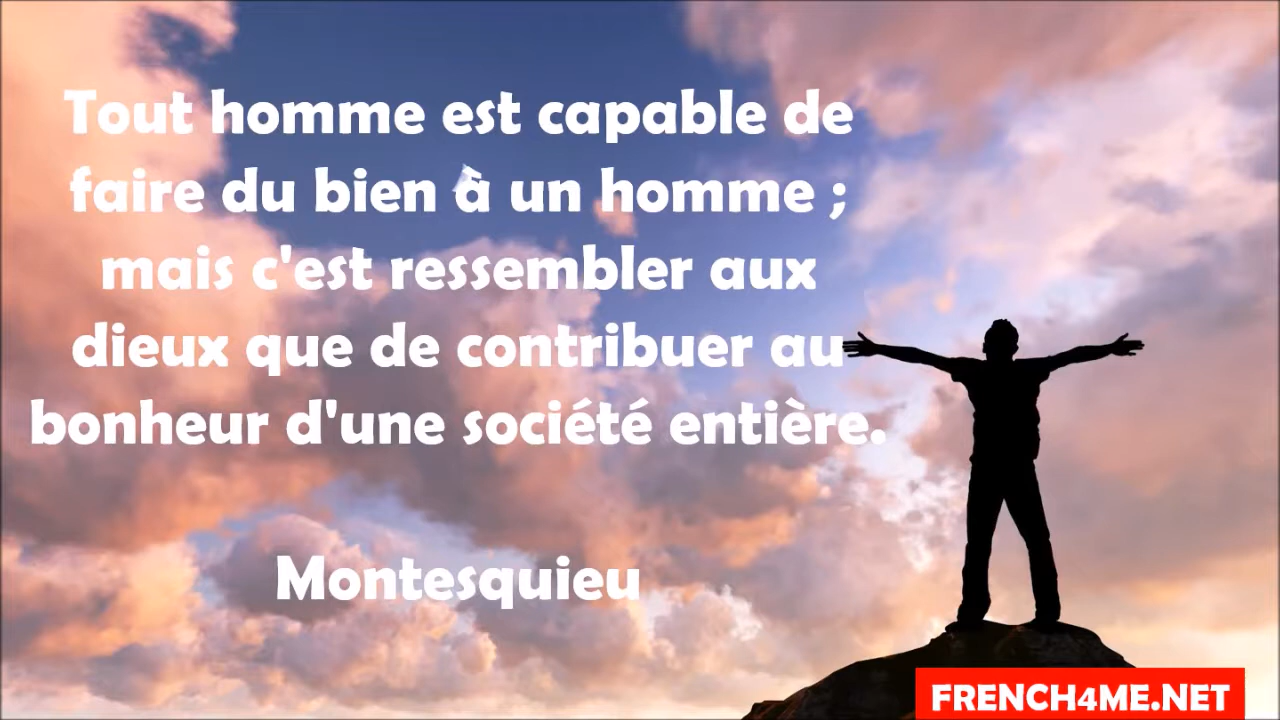 Tout homme est capable de
faire du bien à un homme ;
mais c'est ressembler aux
dieux que de contribuer au
bonheur d'une société entière.
Montesquieu
FRENCH4ME.NET